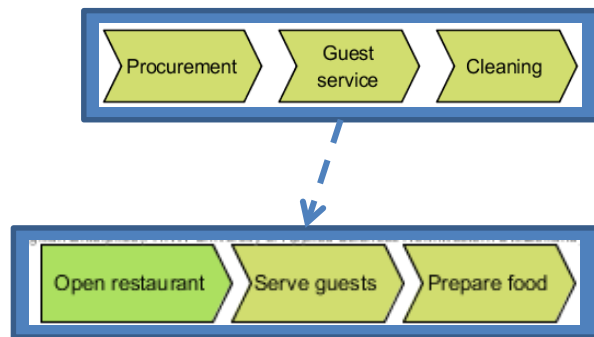 Procurement
Guest
service
Cleaning
Open restaurant
Serve guests
Prepare food